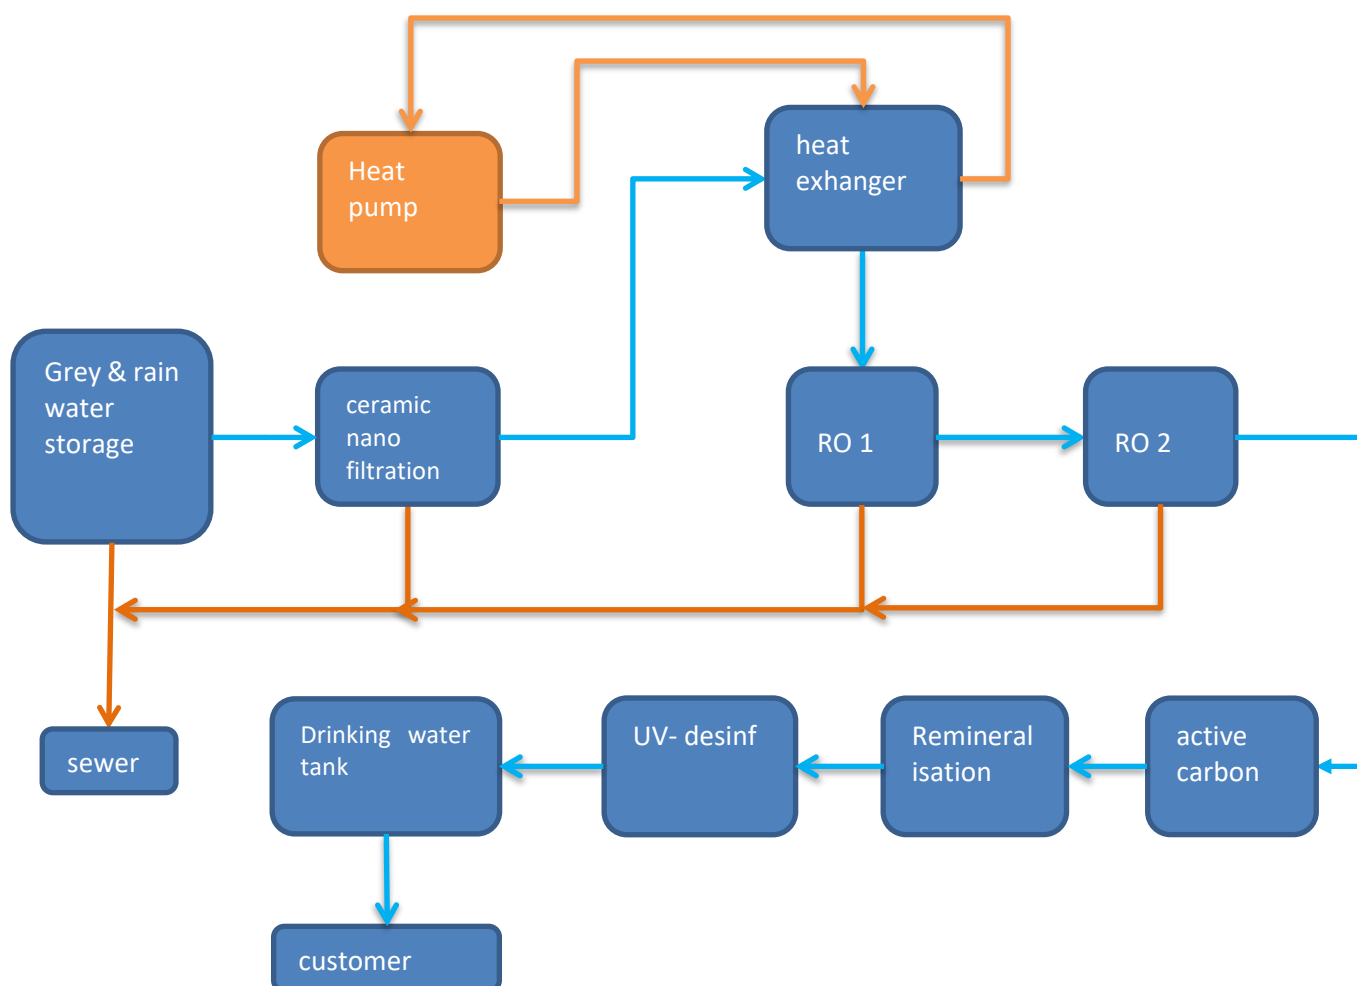 Heat
pump
heat
exhanger
Grey & rain
water
storage
ceramic
nano
filtration
RO 1
RO 2
sewer
Drinking water
tank
UV- desinf
Remineral
isation
active
carbon
customer